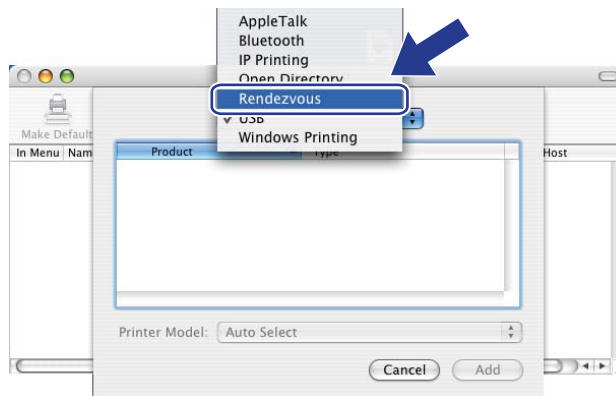 AppleTalk
Bluetooth
IP Printing
Open Directory
Rendezvous
✓ USB
Windows Printing
Make Default
In Menu Nam
Product Type
Host
Printer Model: Auto Select
Cancel Add